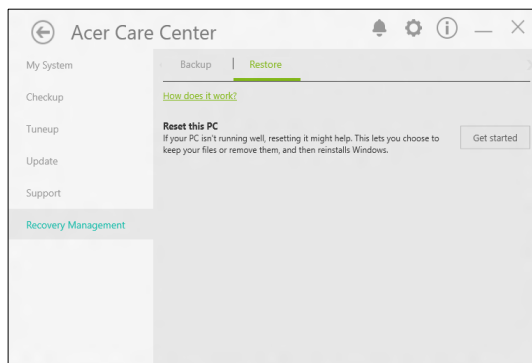 Acer Care Center
My System
Backup
Restore
Checkup
How does it work?
Tuneup
Reset this PC
If your PC isn't running well, resetting it might help. This lets you choose to
keep your files or remove them, and then reinstalls Windows.
Get started
Update
Support
Recovery Management